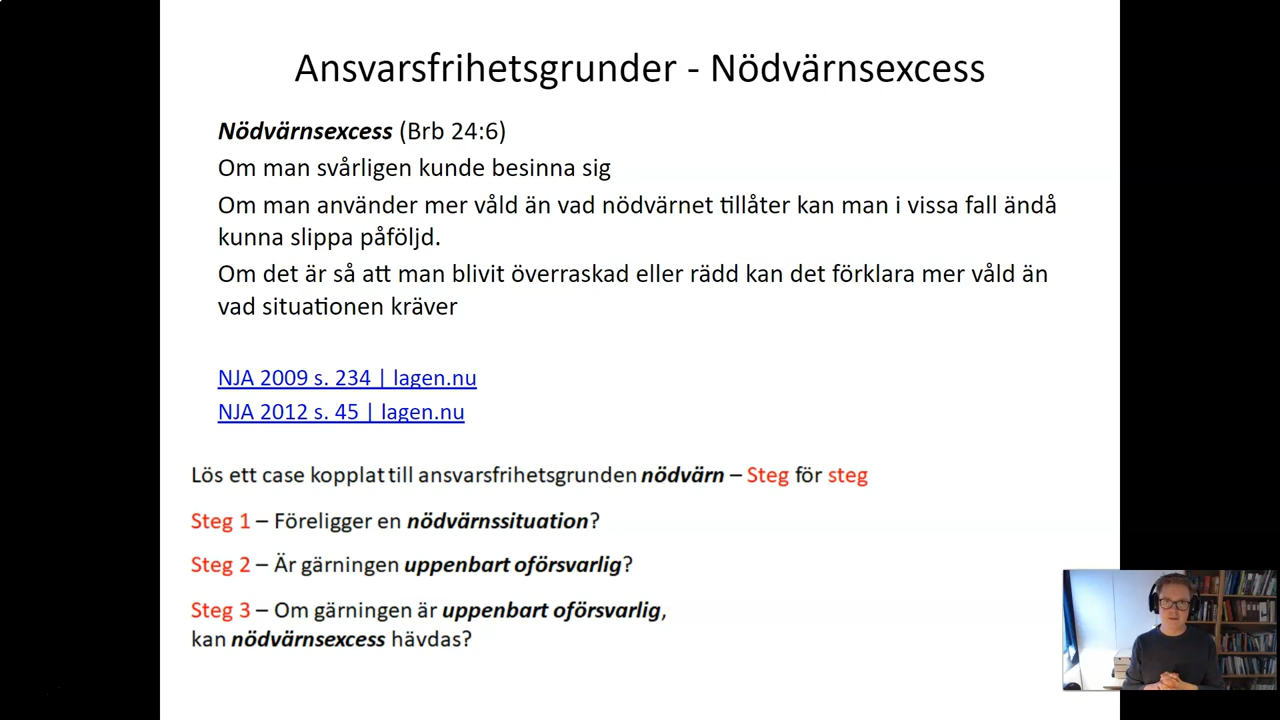 Ansvarsfrihetsgrunder - Nödvärnsexcess
Nödvärnsexcess (Brb 24:6)
Om man svårligen kunde besinna sig
Om man använder mer våld än vad nödvärnet tillåter kan man i vissa fall ändå
kunna slippa påföljd.
Om det är så att man blivit överraskad eller rädd kan det förklara mer våld än
vad situationen kräver
NJA 2009 s. 234 | lagen.nu
NJA 2012 s. 45 | lagen.nu
Lös ett case kopplat till ansvarsfrihetsgrunden nödvärn – Steg för steg
Steg 1 – Föreligger en nödvärnssituation?
Steg 2 – Är gärningen uppenbart oförsvarlig?
Steg 3 – Om gärningen är uppenbart oförsvarlig,
kan nödvärnsexcess hävdas?